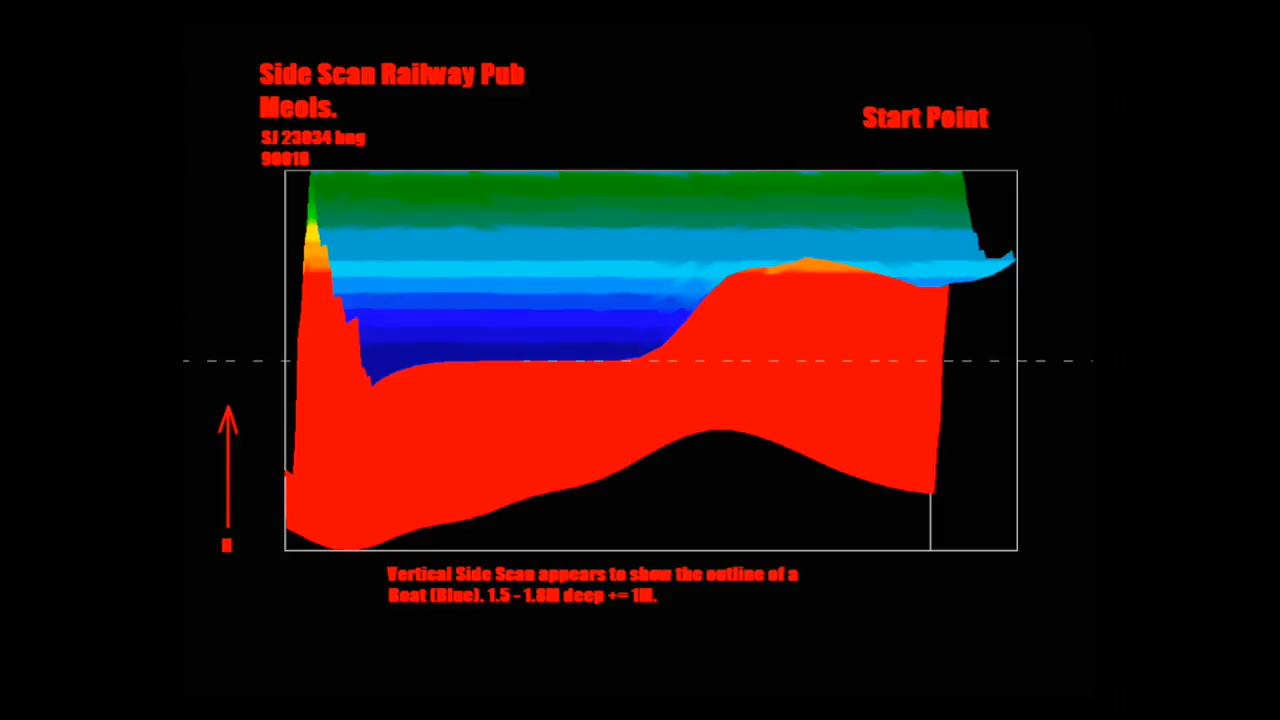 Side Scan Railway Pub
Meols.
Start Point
SJ 23034 bng
90018
Vertical Side Scan appears to show the outline of a
Boat (Blue). 1.5 - 1.8M deep += 1M.